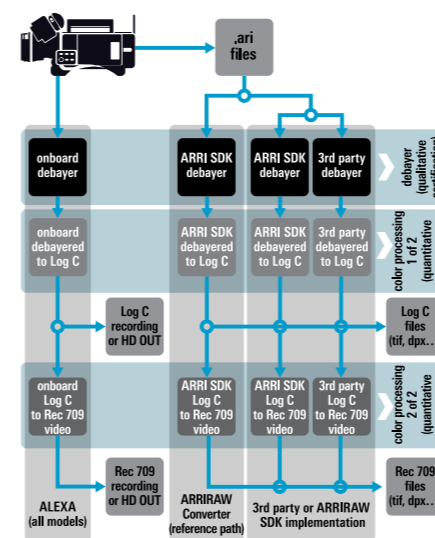 .ari
files
onboard
debayer
ARRI SDK
debayer
ARRI SDK
debayer
3rd party
debayer
debayer
(qualitative
onboard
debayered
to Log C
ARRI SDK
debayered
to Log C
ARRI SDK
debayered
to Log C
3rd party
debayered
to Log C
color processing
1 of 2
(quantitative
Log C
recording
or HD OUT
Log C
files
(tif, dpx…
onboard
Log C
to Rec 709
video
ARRI SDK
Log C
to Rec 709
video
ARRI SDK
Log C
to Rec 709
video
3rd party
Log C
to Rec 709
video
color processing
2 of 2
(quantitative
Rec 709
recording
or HD OUT
Rec 709
files
(tif, dpx…
ALEXA
(all models)
ARRIRAW
Converter
(reference path)
3rd party or ARRIRAW
SDK implementation